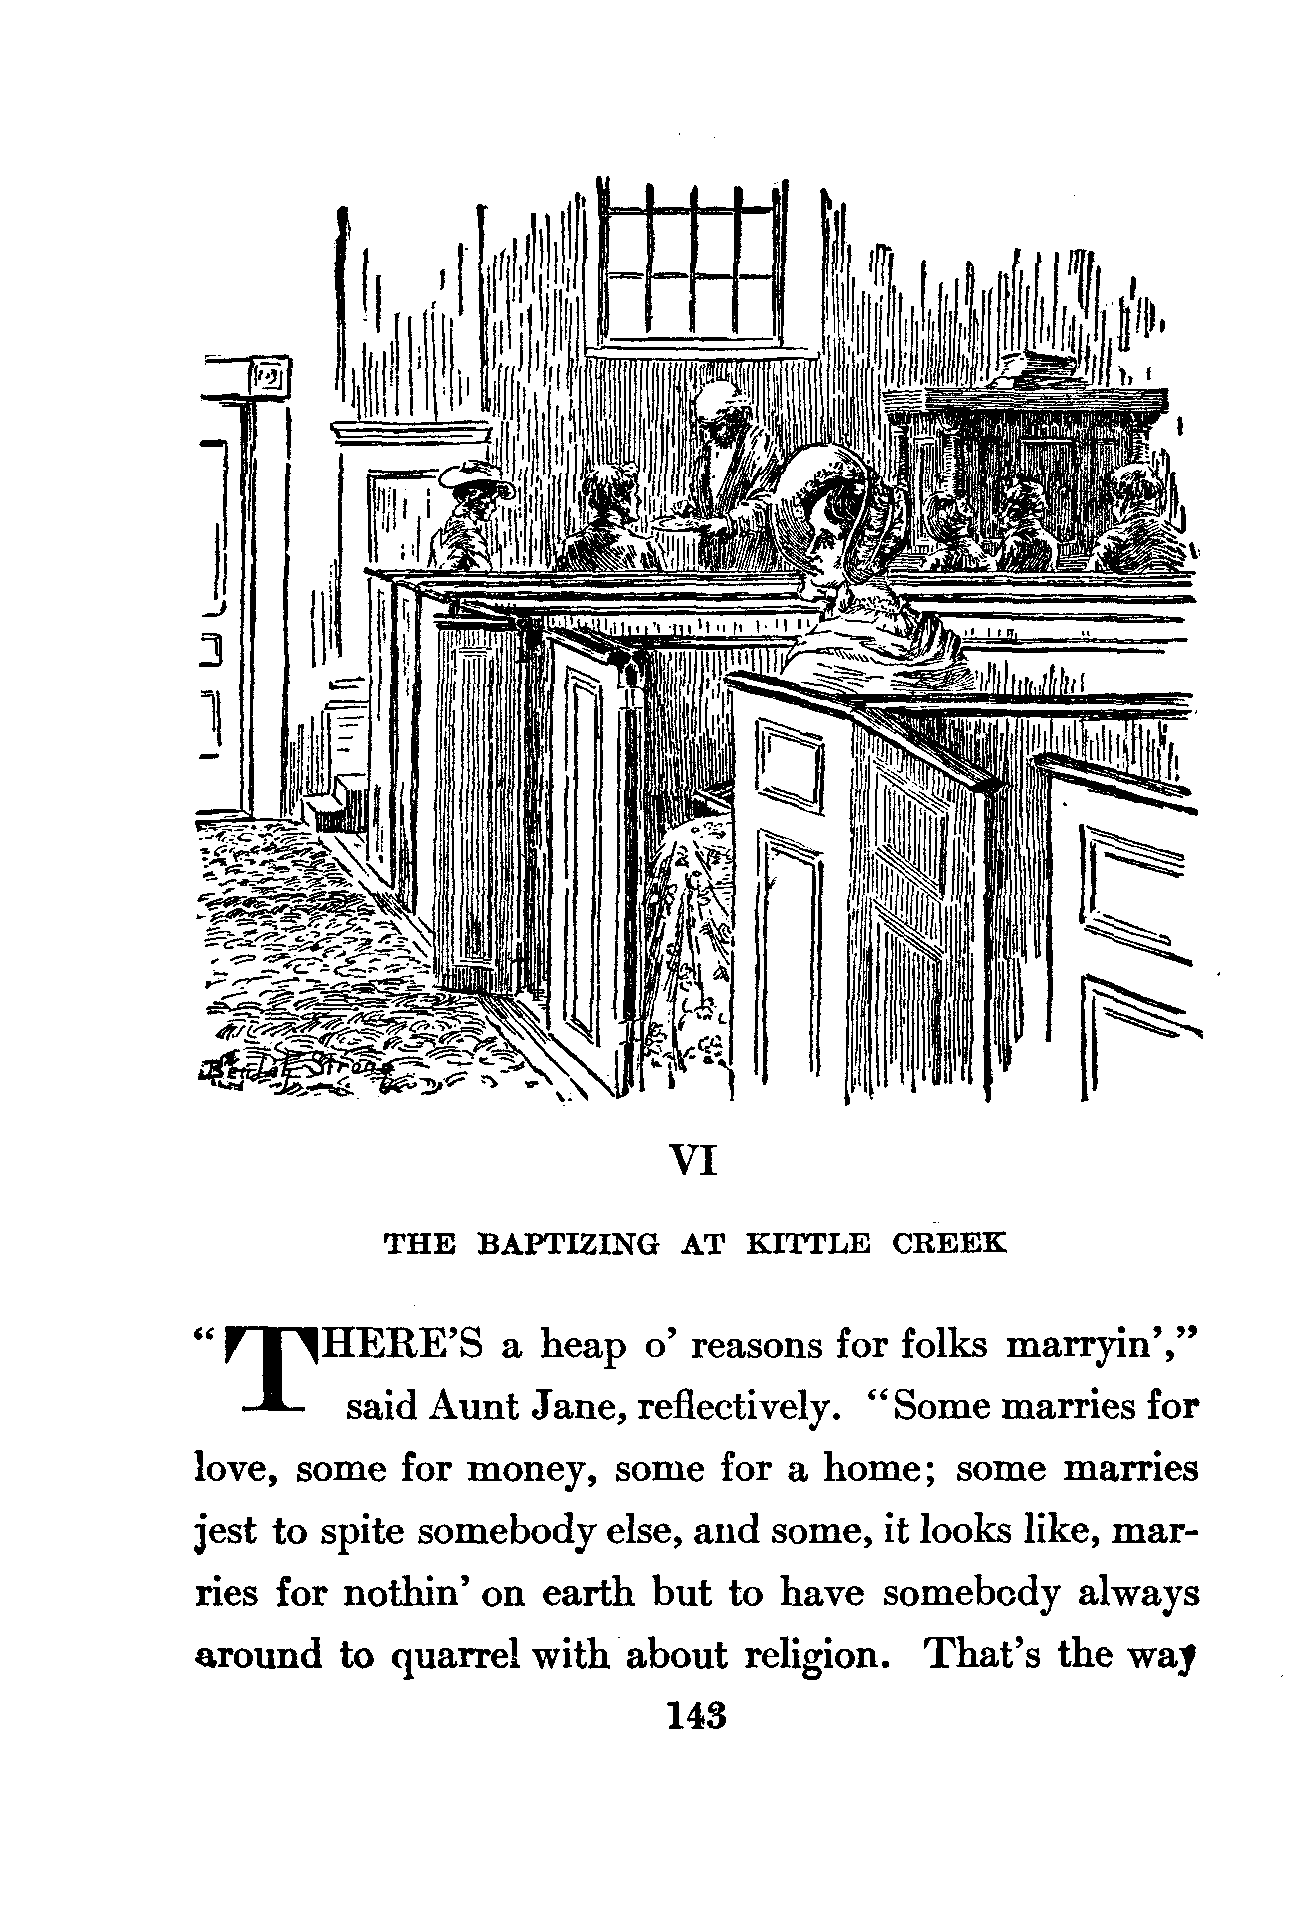 Beulah Strong
VI
THE BAPTIZING AT KITTLE CREEK
“THERE’S a heap o’ reasons for folks marryin’,”
said Aunt Jane, reflectively. “Some marries for
love, some for money, some for a home; some marries
jest to spite somebody else, and some, it looks like, mar-
ries for nothin’ on earth but to have somebody always
around to quarrel with about religion. That’s the way
143